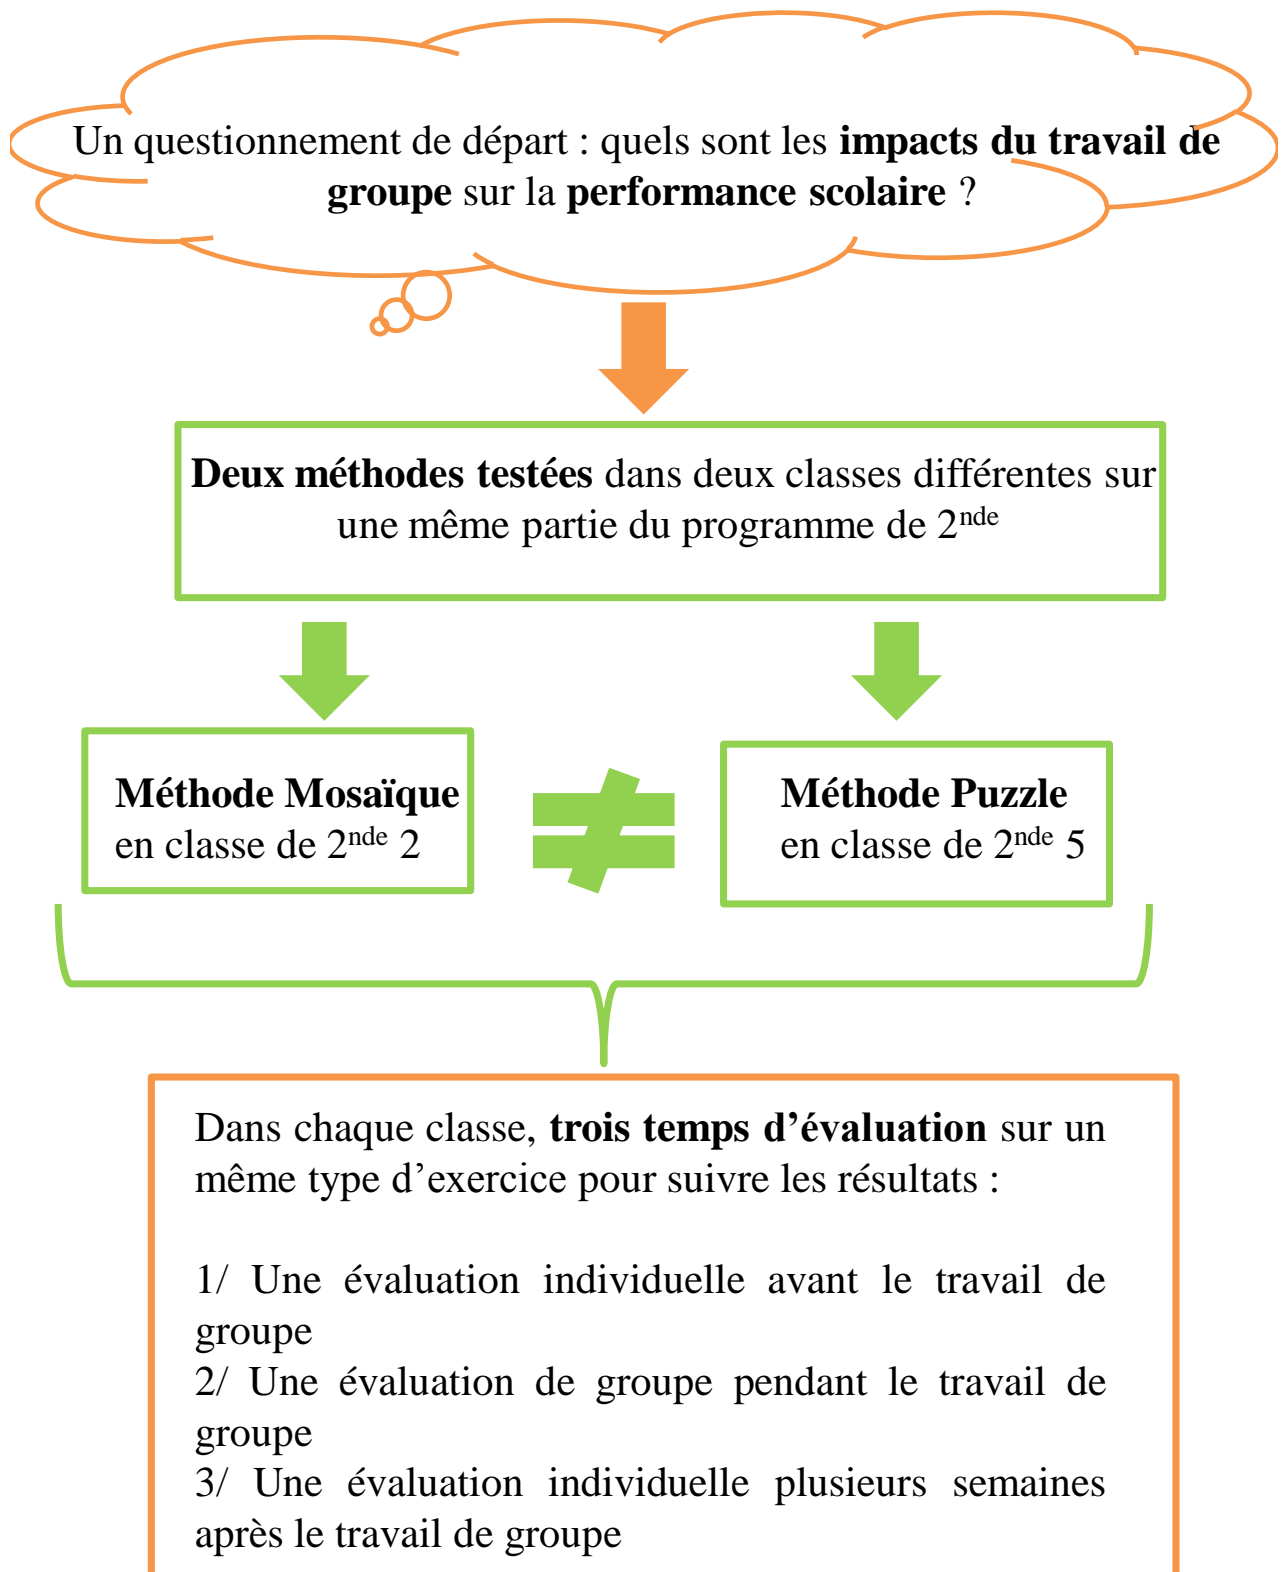 Un questionnement de départ : quels sont les impacts du travail de
groupe sur la performance scolaire ?
Deux méthodes testées dans deux classes différentes sur
une même partie du programme de 2nde
Méthode Mosaïque
en classe de 2nde 2
Méthode Puzzle
en classe de 2nde 5
Dans chaque classe, trois temps d’évaluation sur un
même type d’exercice pour suivre les résultats :
1/ Une évaluation individuelle avant le travail de
groupe
2/ Une évaluation de groupe pendant le travail de
groupe
3/ Une évaluation individuelle plusieurs semaines
après le travail de groupe